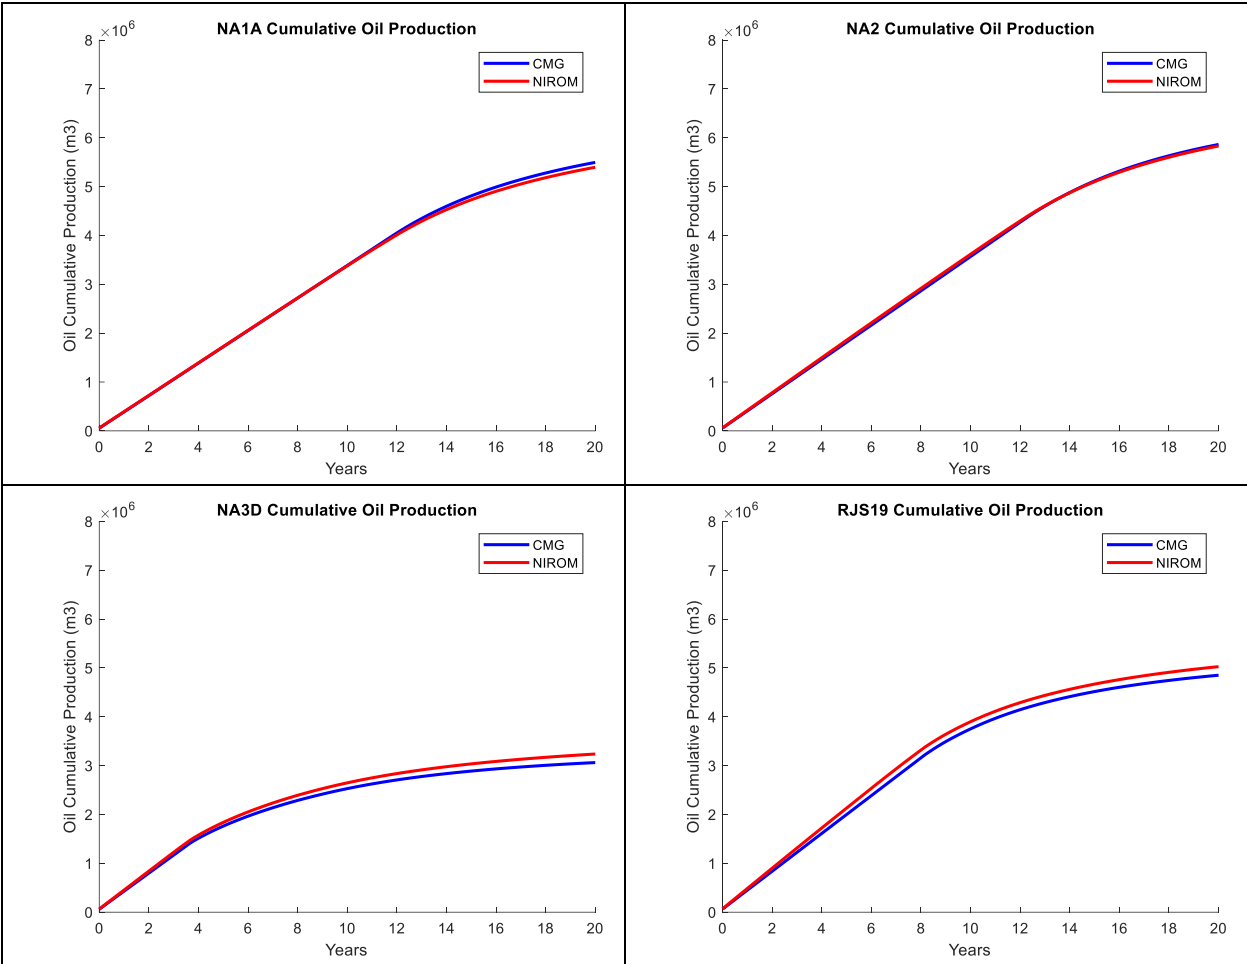 NA1A Cumulative Oil Production
×10^6
8
7
6
5
4
3
2
1
0
Oil Cumulative Production (m3)
CMG
NIROM
0 2 4 6 8 10 12 14 16 18 20
Years
NA2 Cumulative Oil Production
×10^6
8
7
6
5
4
3
2
1
0
Oil Cumulative Production (m3)
CMG
NIROM
0 2 4 6 8 10 12 14 16 18 20
Years
NA3D Cumulative Oil Production
×10^6
8
7
6
5
4
3
2
1
0
Oil Cumulative Production (m3)
CMG
NIROM
0 2 4 6 8 10 12 14 16 18 20
Years
RJS19 Cumulative Oil Production
×10^6
8
7
6
5
4
3
2
1
0
Oil Cumulative Production (m3)
CMG
NIROM
0 2 4 6 8 10 12 14 16 18 20
Years